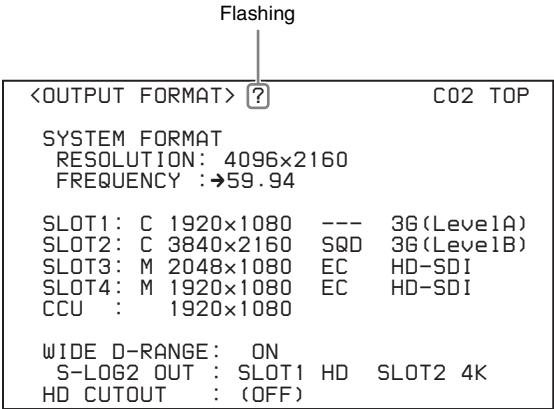 Flashing
<OUTPUT FORMAT> ? C02 TOP
SYSTEM FORMAT
RESOLUTION: 4096×2160
FREQUENCY :➔59.94
SLOT1: C 1920×1080 --- 3G(LevelA)
SLOT2: C 3840×2160 SQD 3G(LevelB)
SLOT3: M 2048×1080 EC HD-SDI
SLOT4: M 1920×1080 EC HD-SDI
CCU : 1920×1080
WIDE D-RANGE: ON
S-LOG2 OUT : SLOT1 HD SLOT2 4K
HD CUTOUT : (OFF)